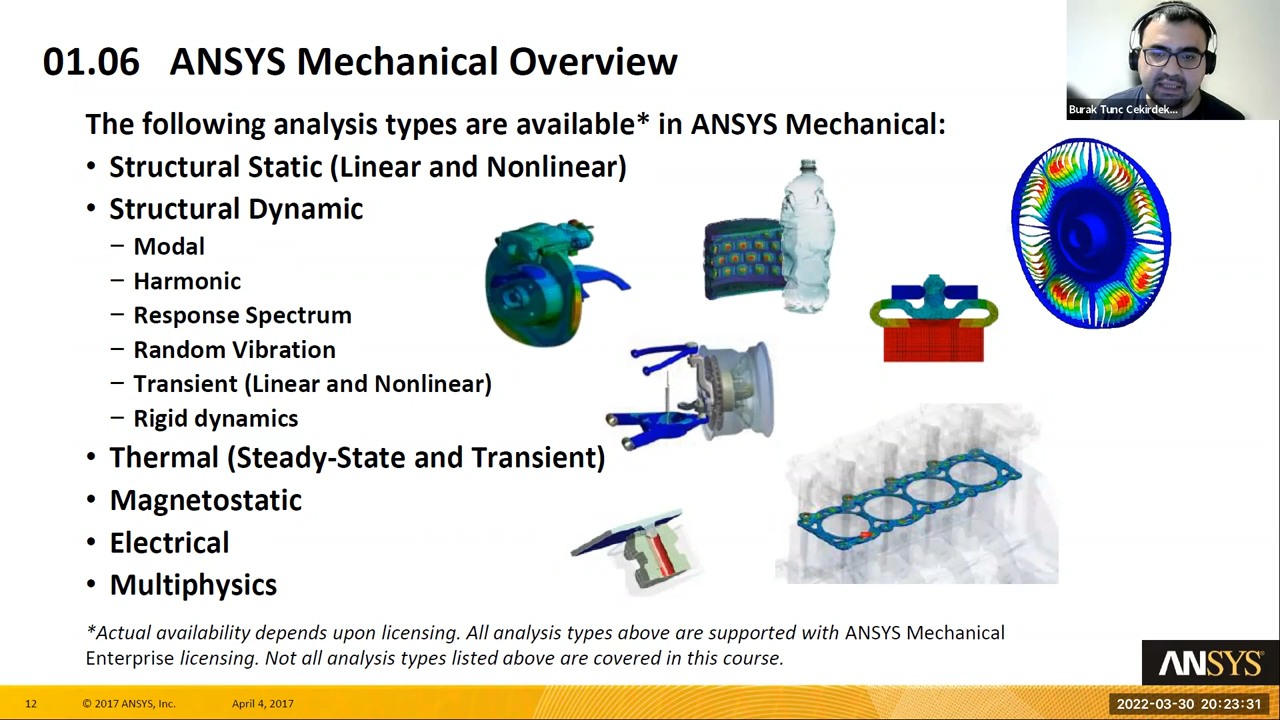 01.06 ANSYS Mechanical Overview
Burak Tunc Cekirdek...
The following analysis types are available* in ANSYS Mechanical:
• Structural Static (Linear and Nonlinear)
• Structural Dynamic
– Modal
– Harmonic
– Response Spectrum
– Random Vibration
– Transient (Linear and Nonlinear)
– Rigid dynamics
• Thermal (Steady-State and Transient)
• Magnetostatic
• Electrical
• Multiphysics
*Actual availability depends upon licensing. All analysis types above are supported with ANSYS Mechanical
Enterprise licensing. Not all analysis types listed above are covered in this course.
ANSYS®
12 © 2017 ANSYS, Inc. April 4, 2017
2022-03-30 20:23:31